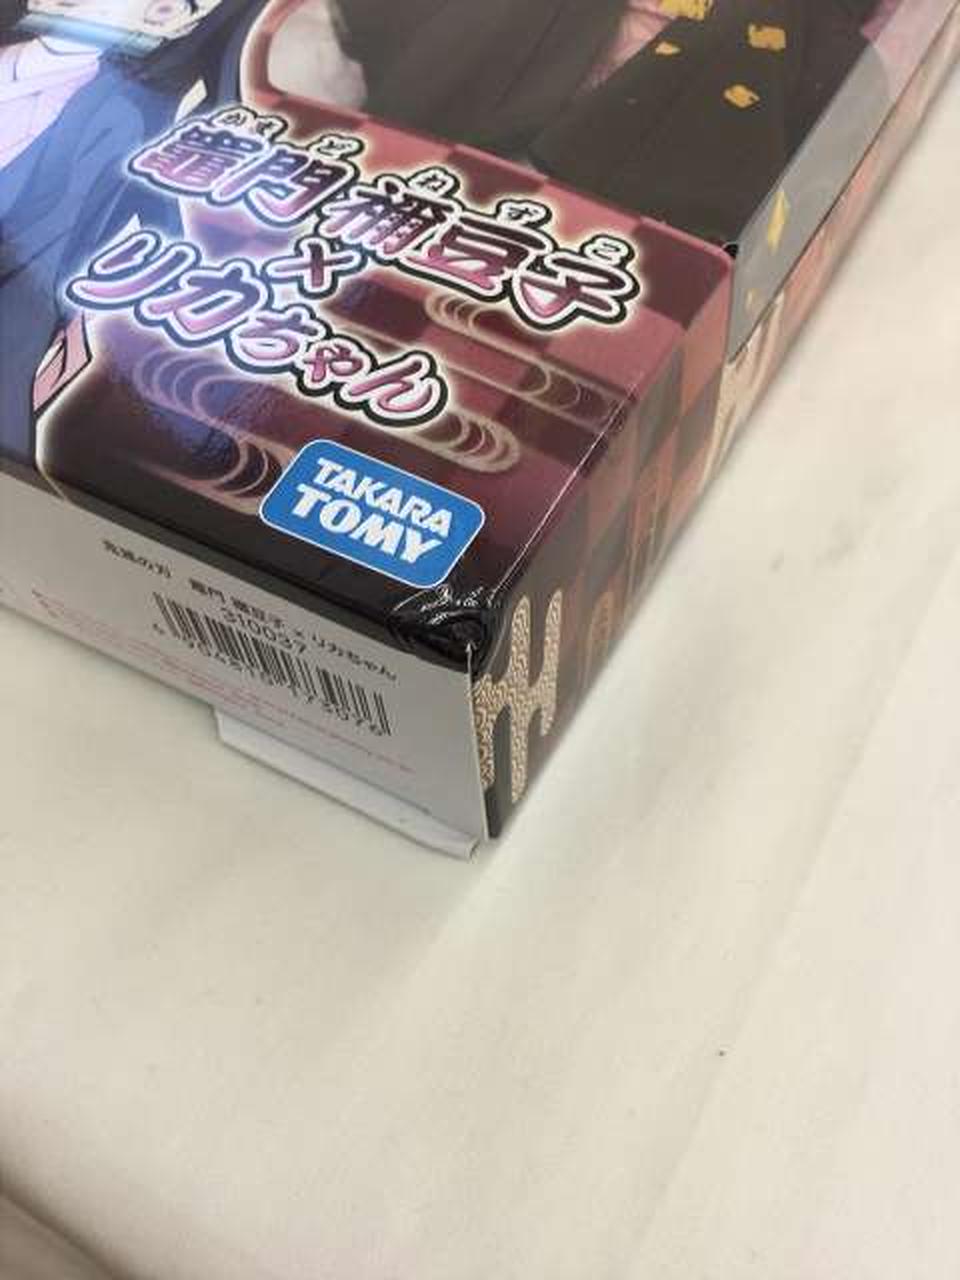 かまど ねずこ
竈門禰豆子
×
リカちゃん
TAKARA
TOMY
鬼滅の刃 竈門 禰豆子 × リカちゃん
310037